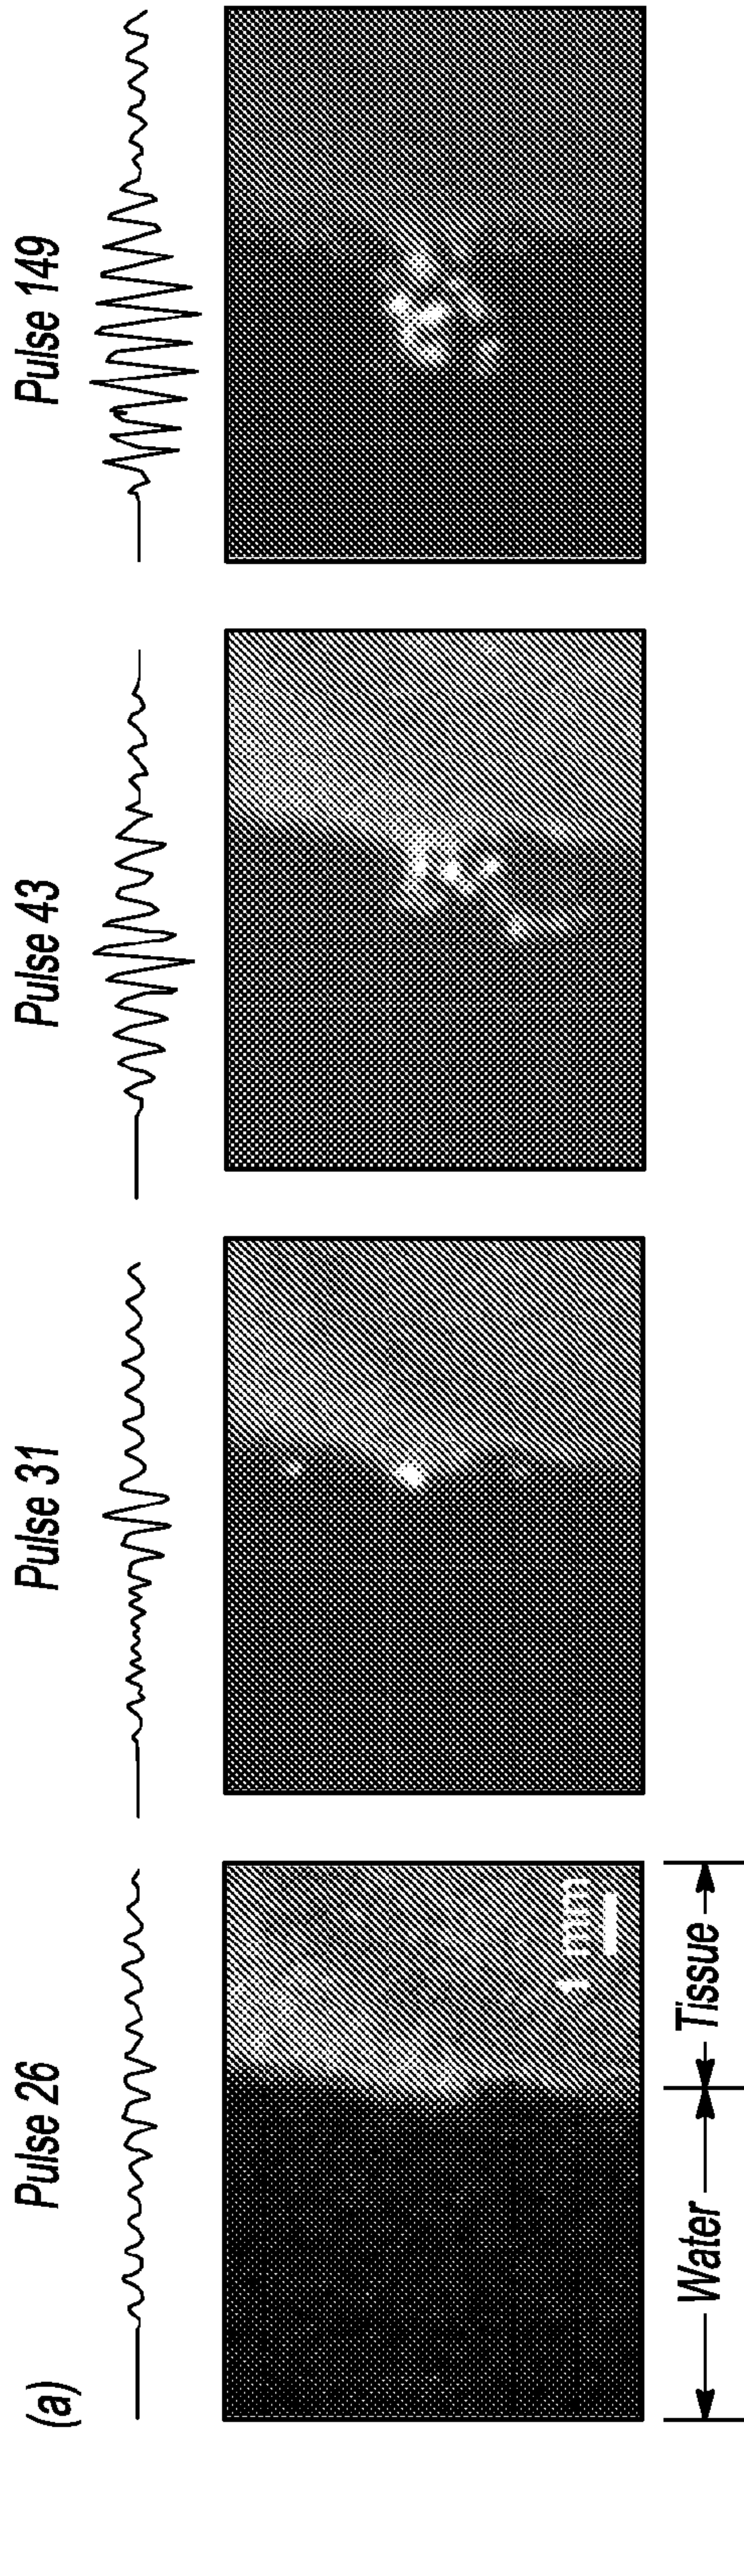 (a)
Pulse 26
Pulse 31
Pulse 43
Pulse 149
1 mm
Water
Tissue